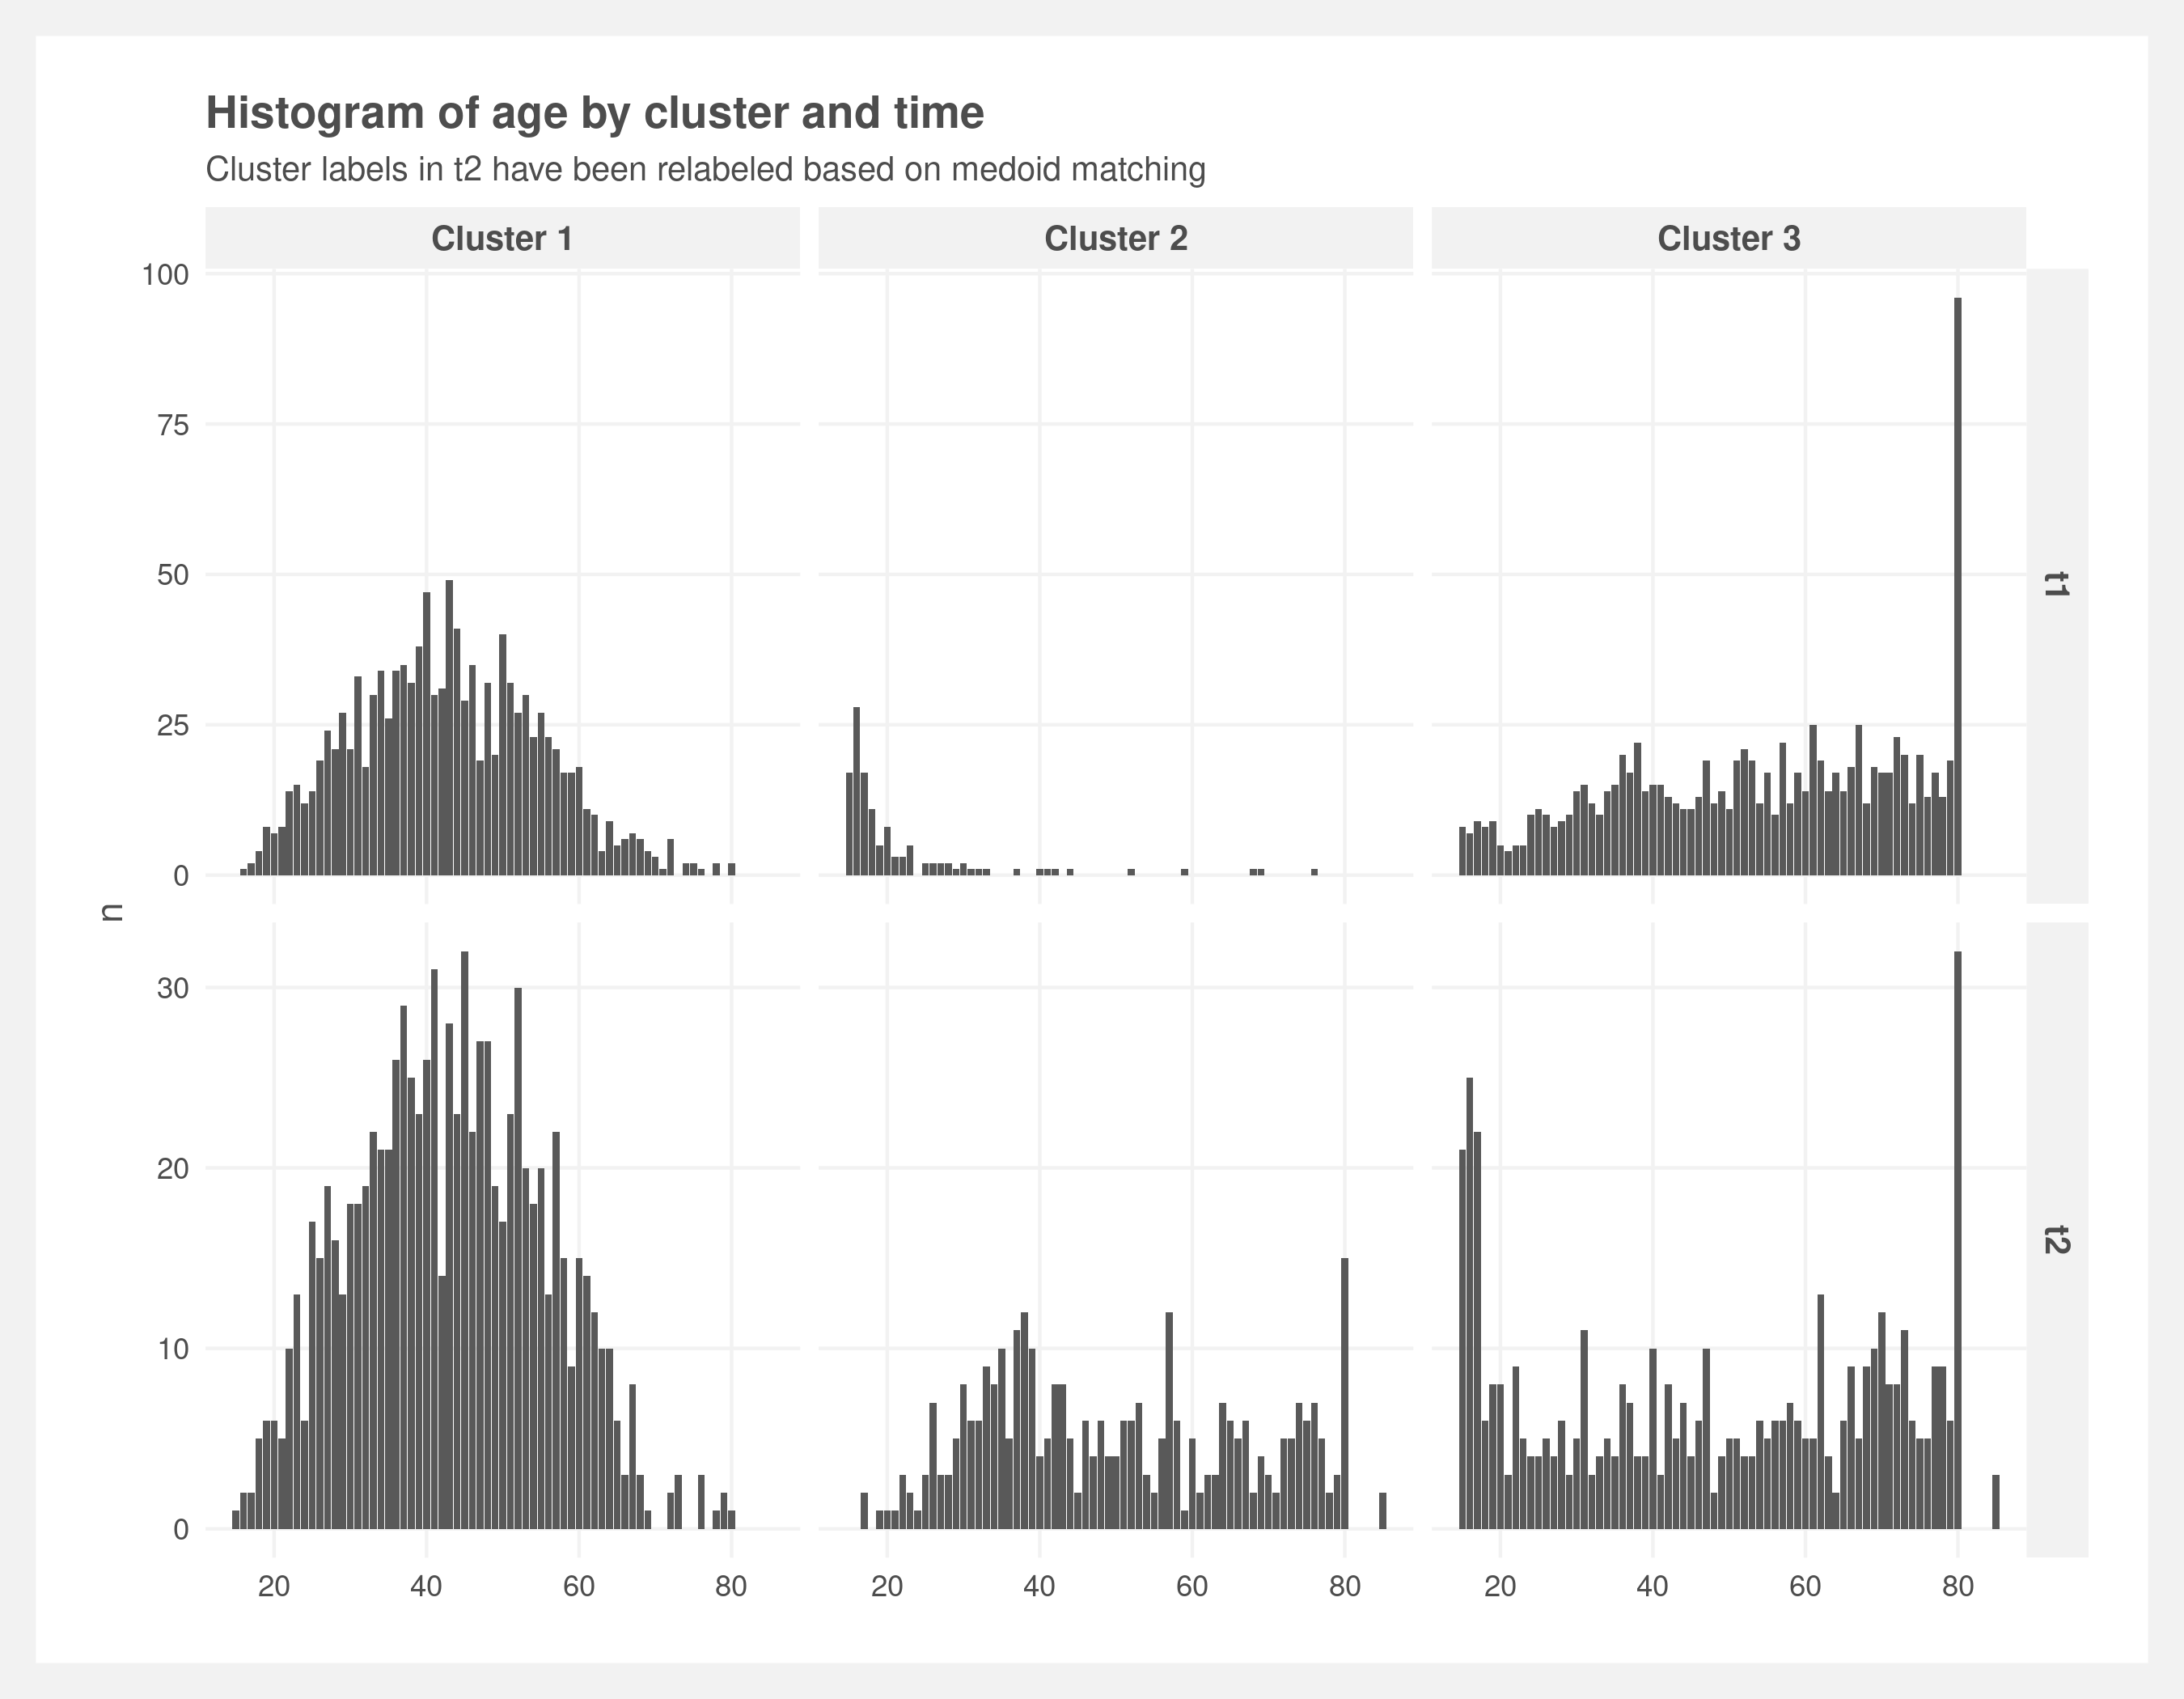 Histogram of age by cluster and time
Cluster labels in t2 have been relabeled based on medoid matching
Cluster 1
Cluster 2
Cluster 3
100
75
50
25
0
t1
n
30
20
10
0
t2
20 40 60 80
20 40 60 80
20 40 60 80